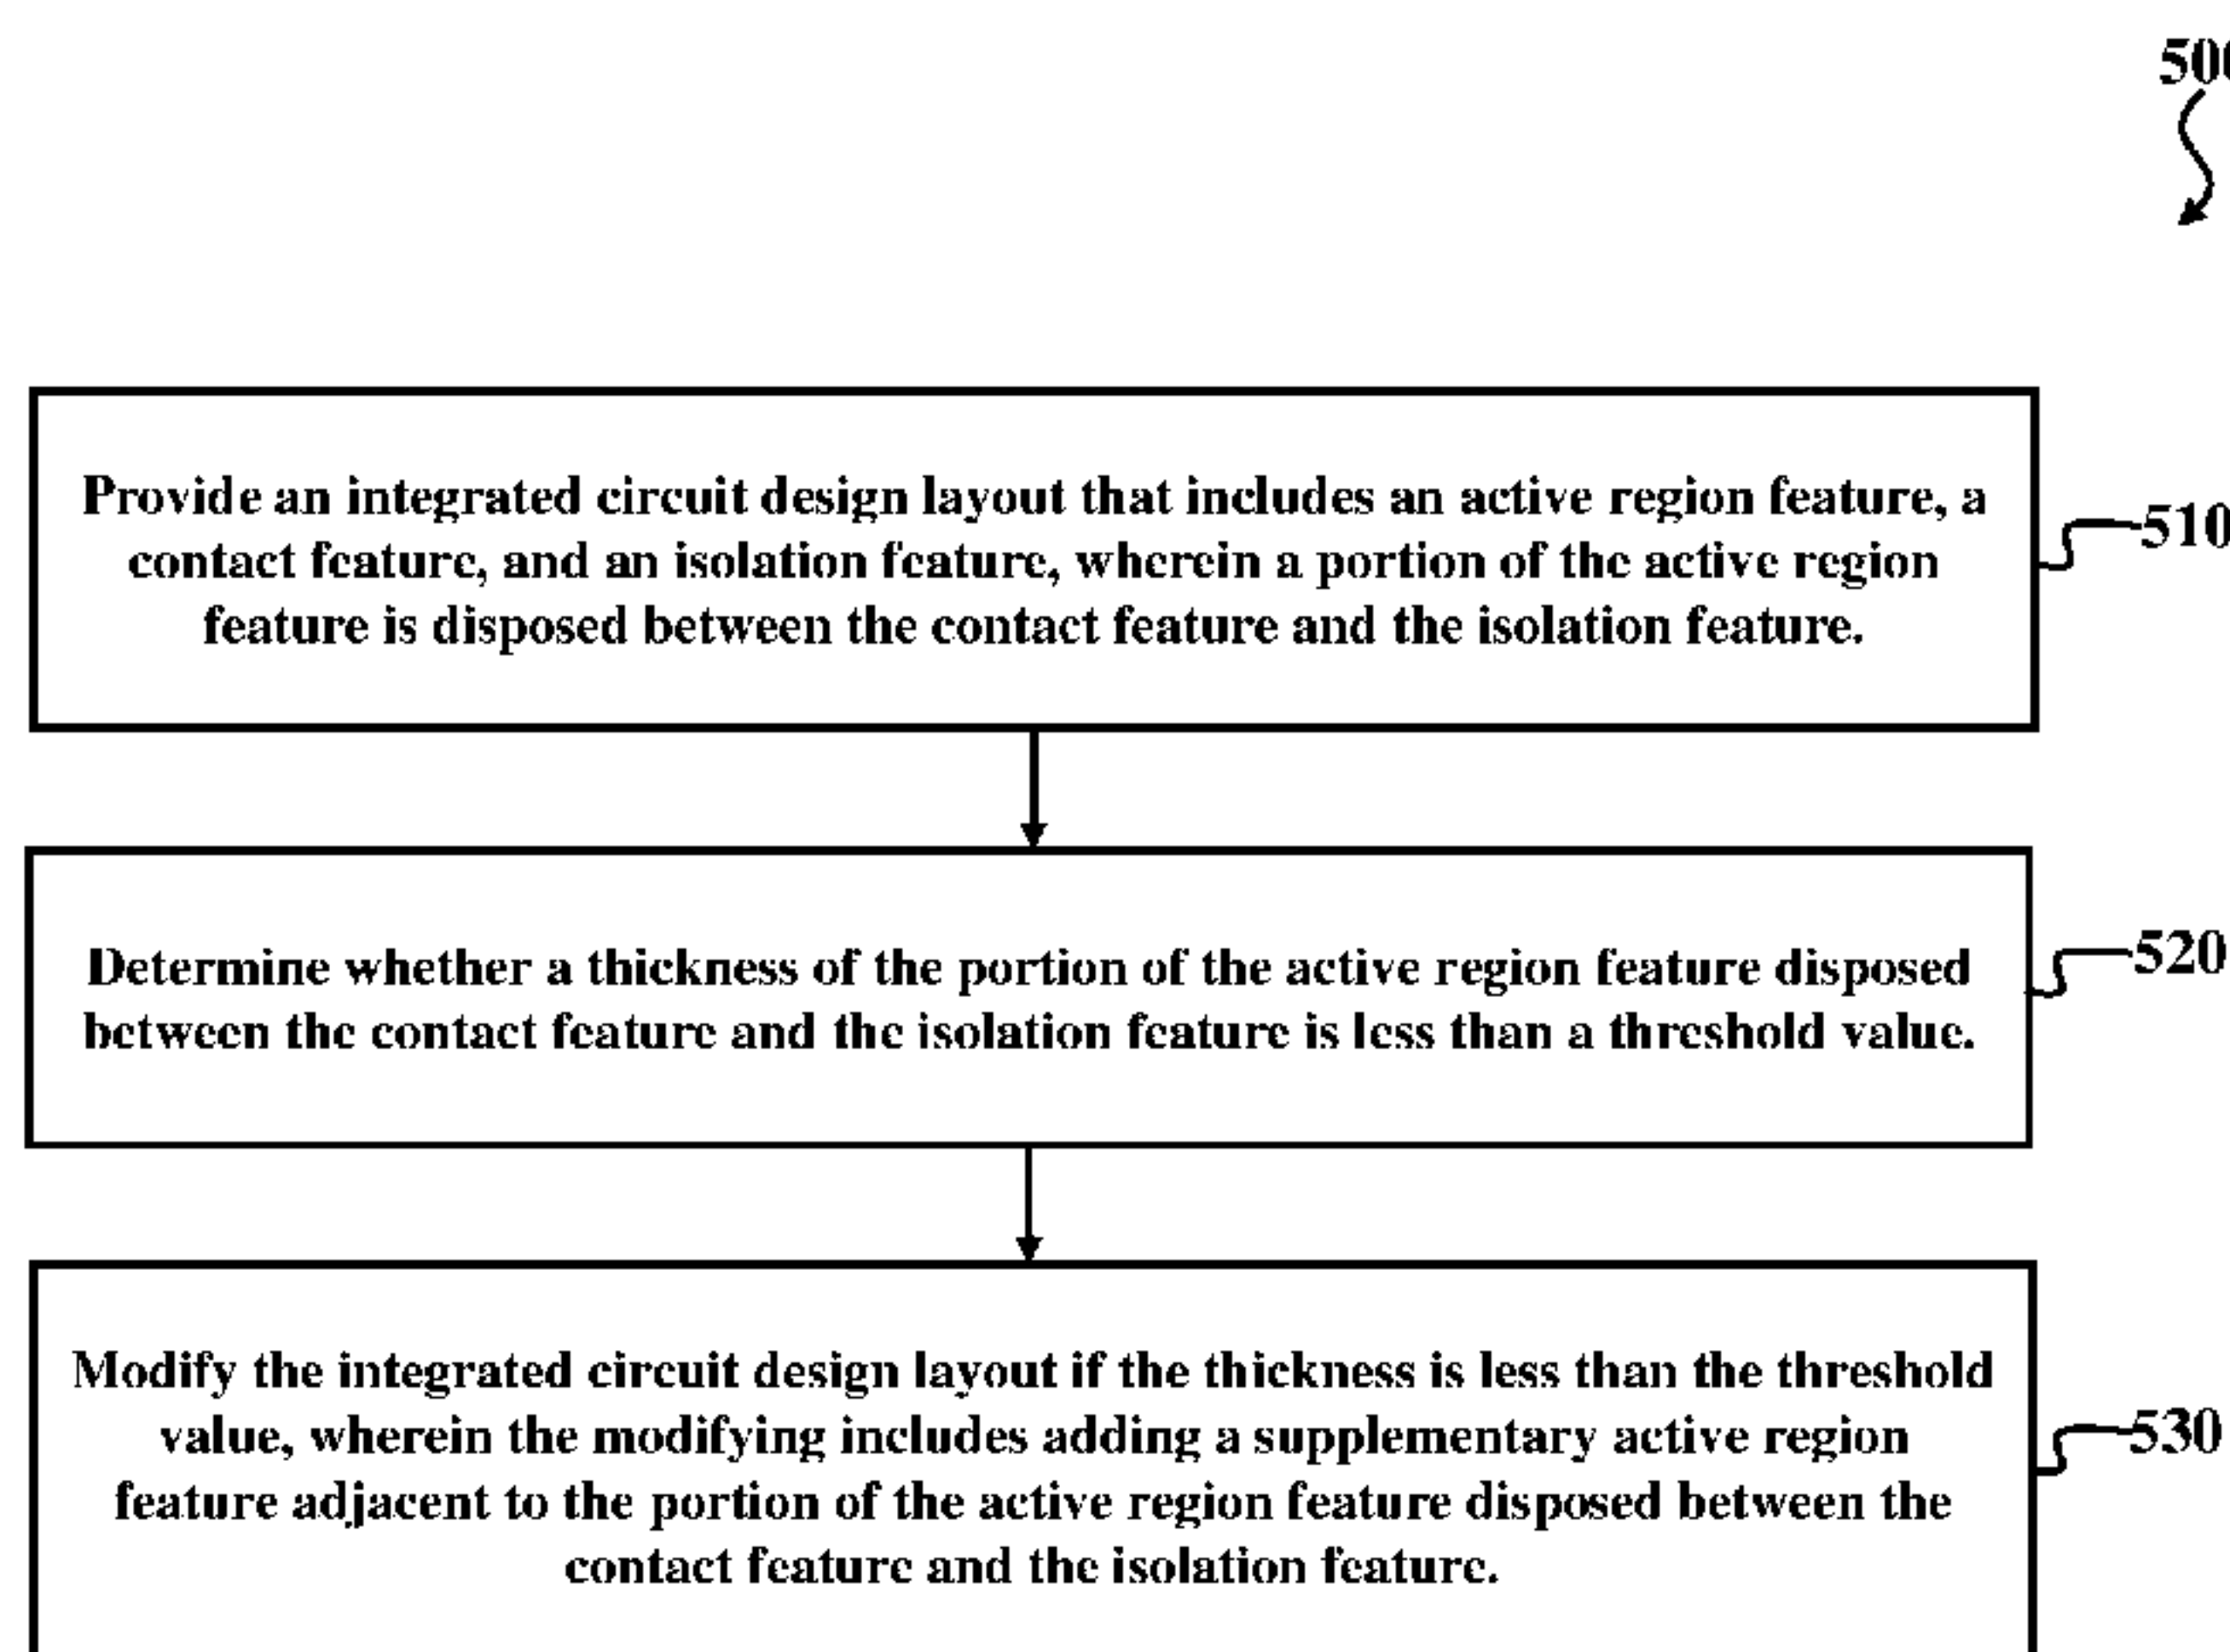 500
Provide an integrated circuit design layout that includes an active region feature, a
contact feature, and an isolation feature, wherein a portion of the active region
feature is disposed between the contact feature and the isolation feature.
510
Determine whether a thickness of the portion of the active region feature disposed
between the contact feature and the isolation feature is less than a threshold value.
520
Modify the integrated circuit design layout if the thickness is less than the threshold
value, wherein the modifying includes adding a supplementary active region
feature adjacent to the portion of the active region feature disposed between the
contact feature and the isolation feature.
530